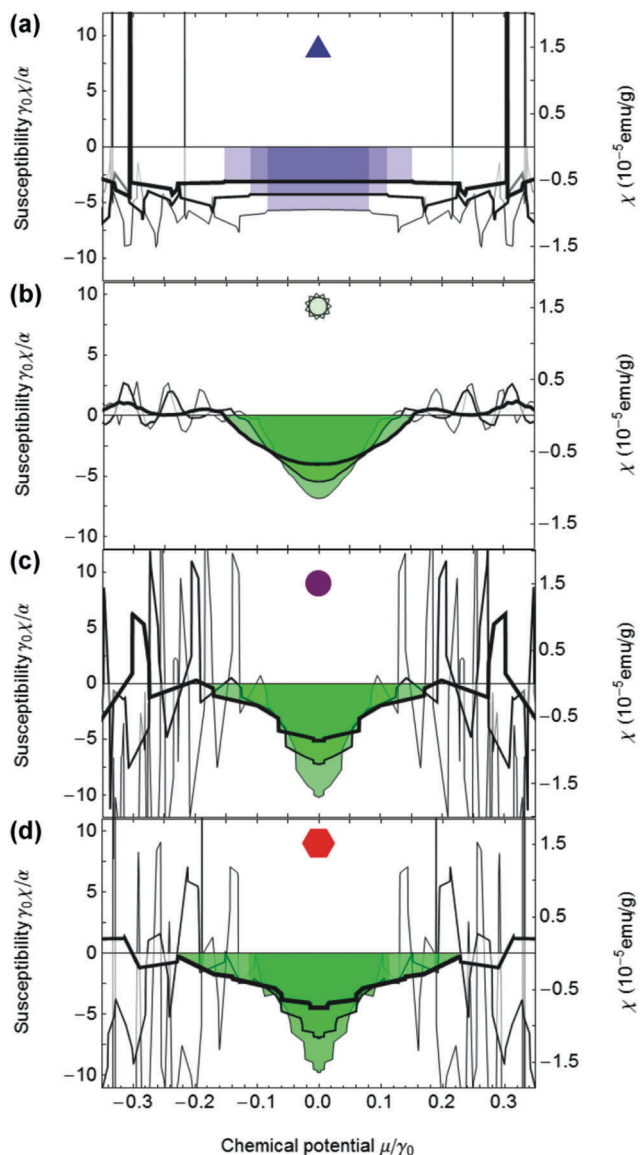 (a)
10
5
0
−5
−10
Susceptibility γ₀χ/α
1.5
0.5
−0.5
−1.5
χ (10⁻⁵emu/g)
(b)
10
5
0
−5
−10
Susceptibility γ₀χ/α
1.5
0.5
−0.5
−1.5
χ (10⁻⁵emu/g)
(c)
10
5
0
−5
−10
Susceptibility γ₀χ/α
1.5
0.5
−0.5
−1.5
χ (10⁻⁵emu/g)
(d)
10
5
0
−5
−10
Susceptibility γ₀χ/α
1.5
0.5
−0.5
−1.5
χ (10⁻⁵emu/g)
−0.3 −0.1 0.0 0.1 0.3
Chemical potential μ/γ₀